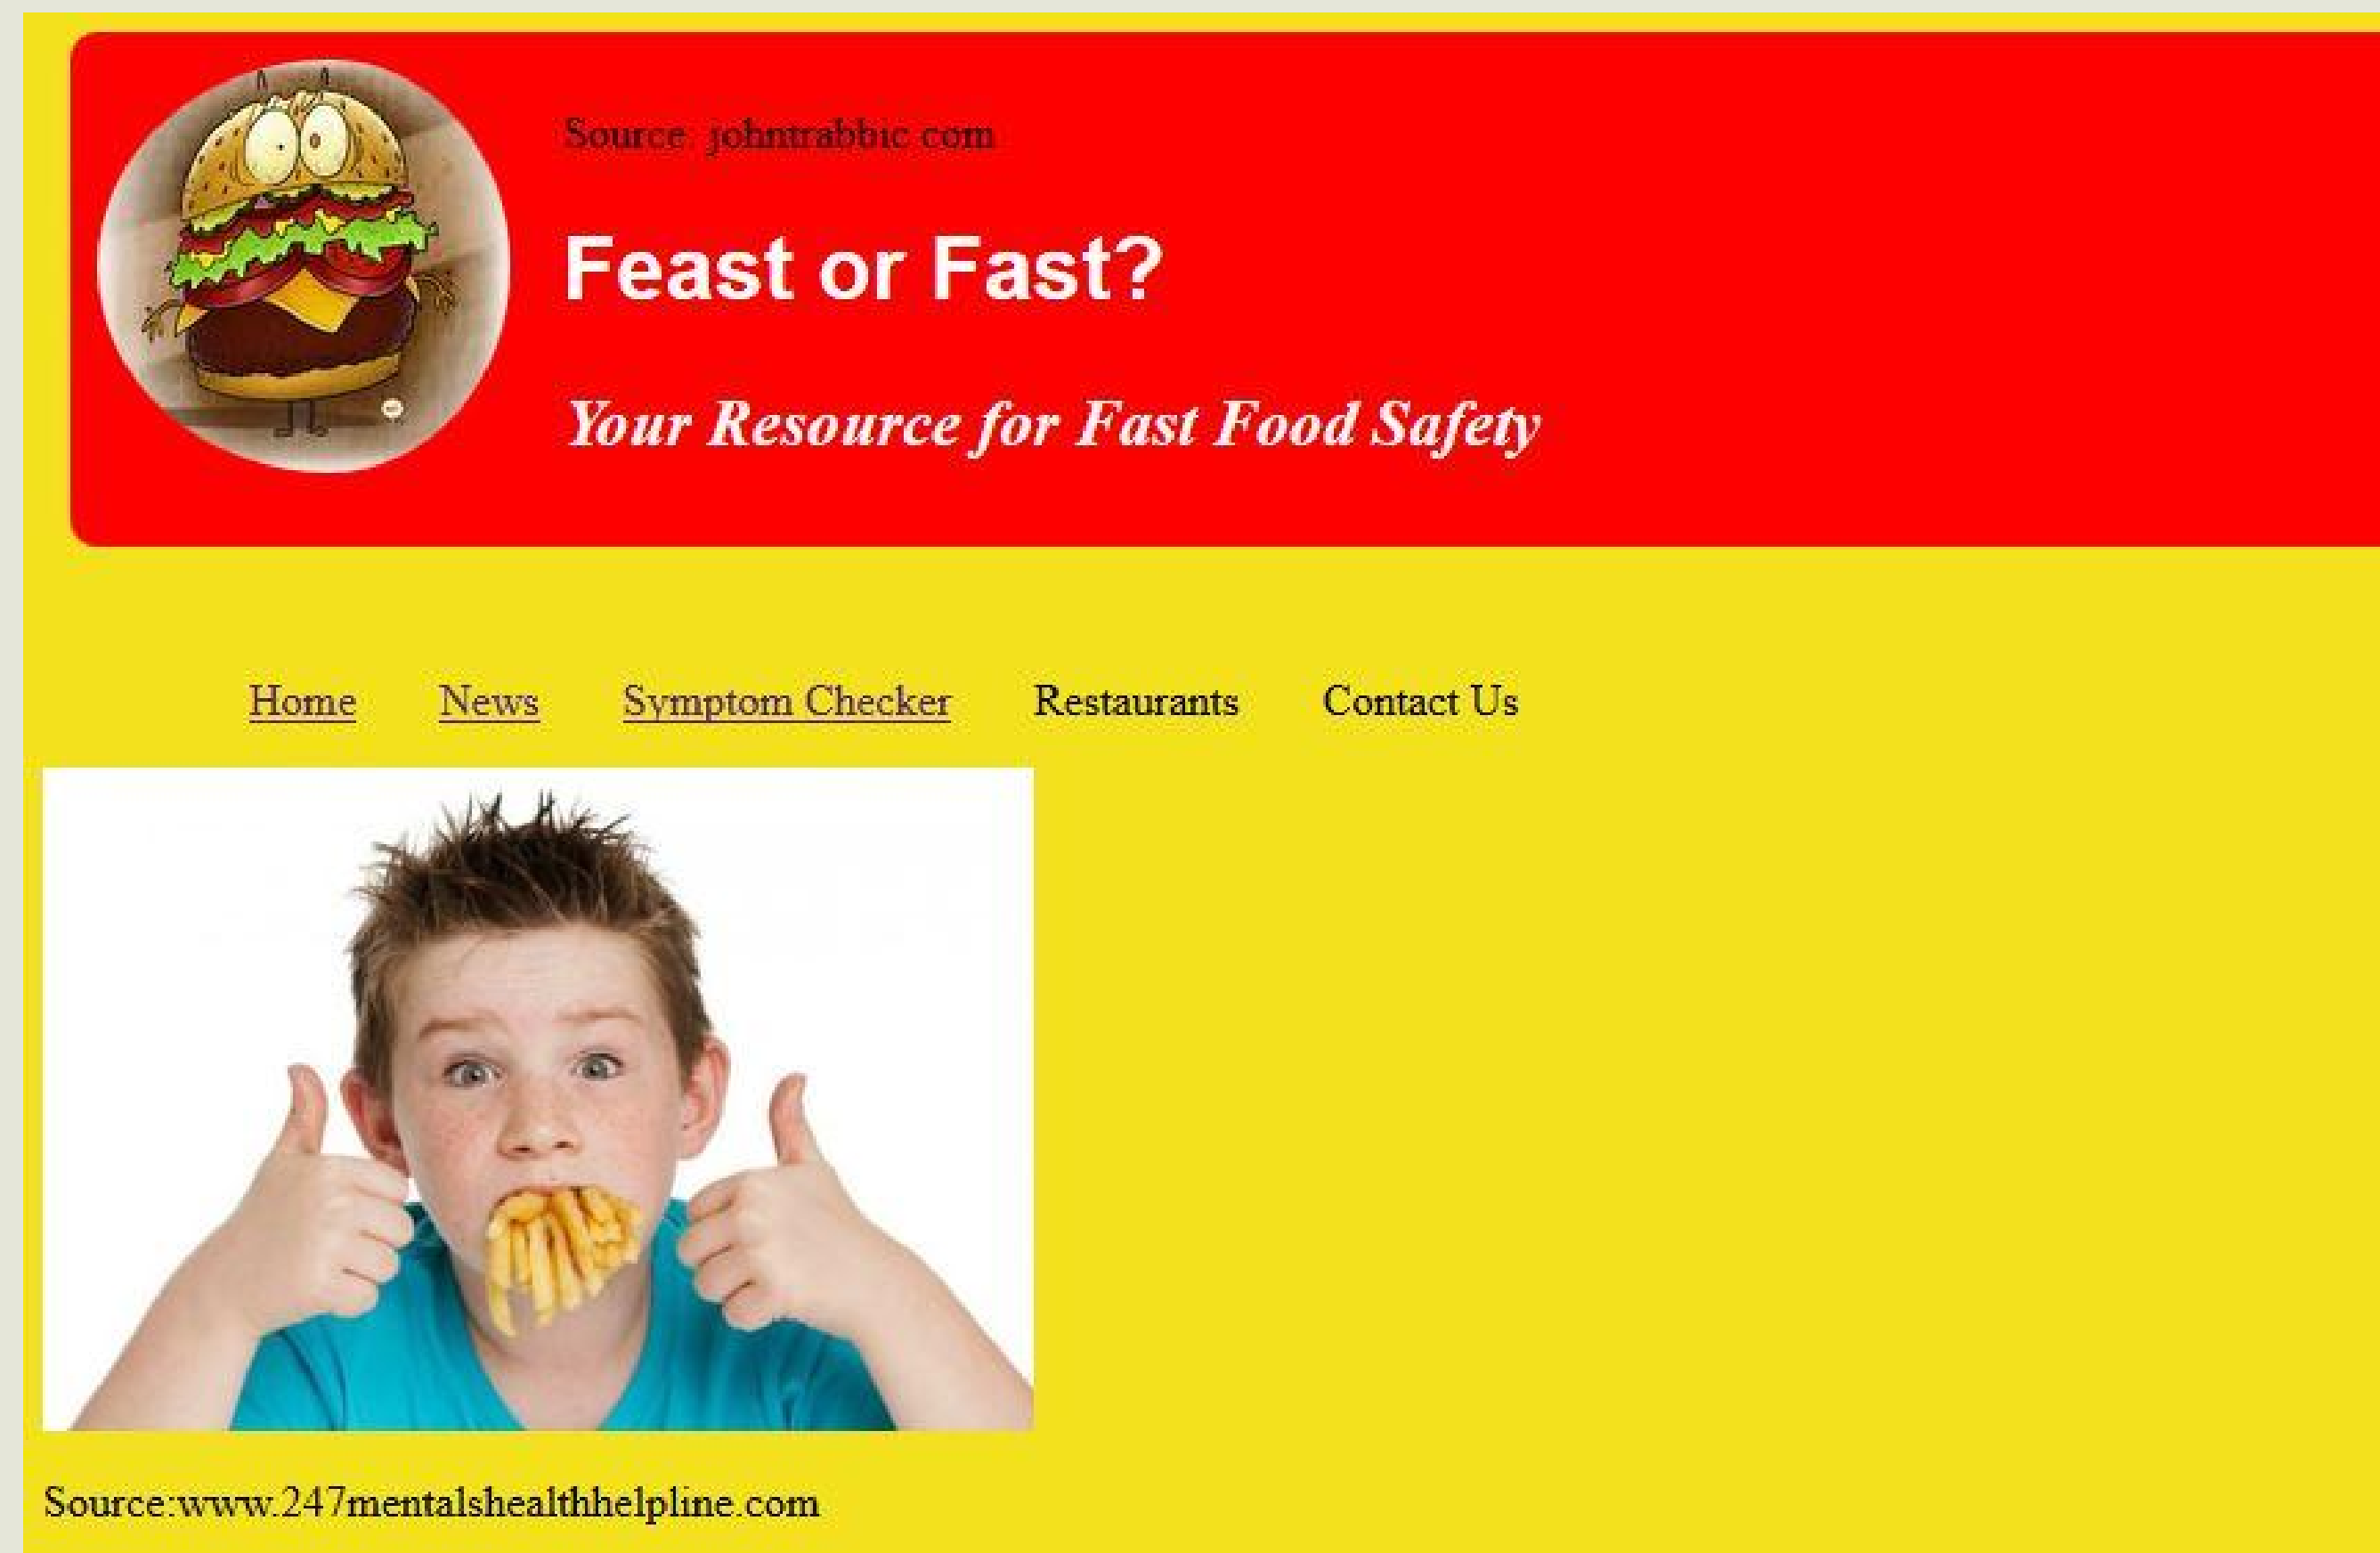 Source: johntrabbic.com
Feast or Fast?
Your Resource for Fast Food Safety
Home News Symptom Checker Restaurants Contact Us
Source:www.247mentalshealthhelpline.com